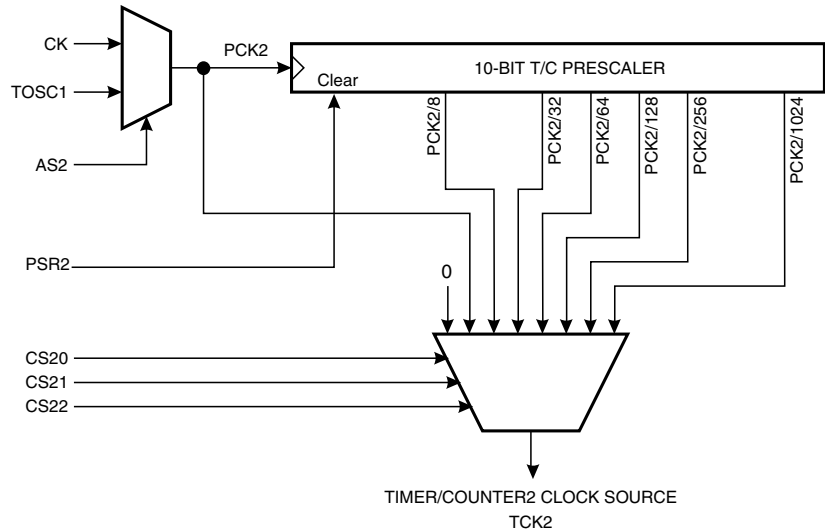 CK
PCK2
10-BIT T/C PRESCALER
Clear
TOSC1
PCK2/8
PCK2/32
PCK2/64
PCK2/128
PCK2/256
PCK2/1024
AS2
PSR2
0
CS20
CS21
CS22
TIMER/COUNTER2 CLOCK SOURCE
TCK2